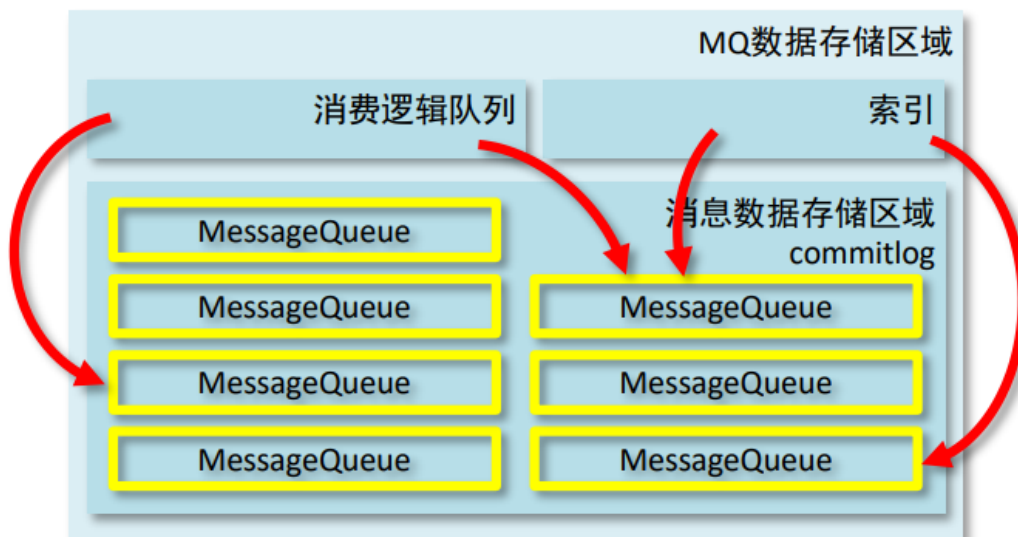 MQ数据存储区域
消费逻辑队列
索引
消息数据存储区域
commitlog
MessageQueue
MessageQueue
MessageQueue
MessageQueue
MessageQueue
MessageQueue
MessageQueue